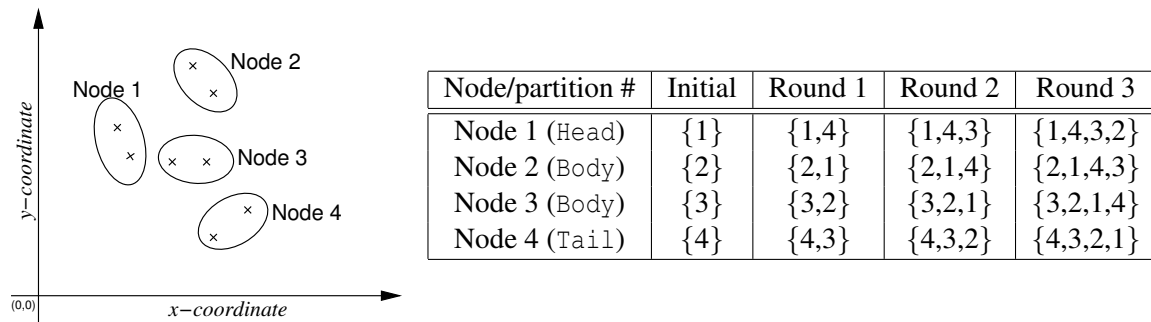 Node 2
Node 1
Node 3
Node 4
y−coordinate
(0,0)
x−coordinate
Node/partition # Initial Round 1 Round 2 Round 3
Node 1 (Head) {1} {1,4} {1,4,3} {1,4,3,2}
Node 2 (Body) {2} {2,1} {2,1,4} {2,1,4,3}
Node 3 (Body) {3} {3,2} {3,2,1} {3,2,1,4}
Node 4 (Tail) {4} {4,3} {4,3,2} {4,3,2,1}